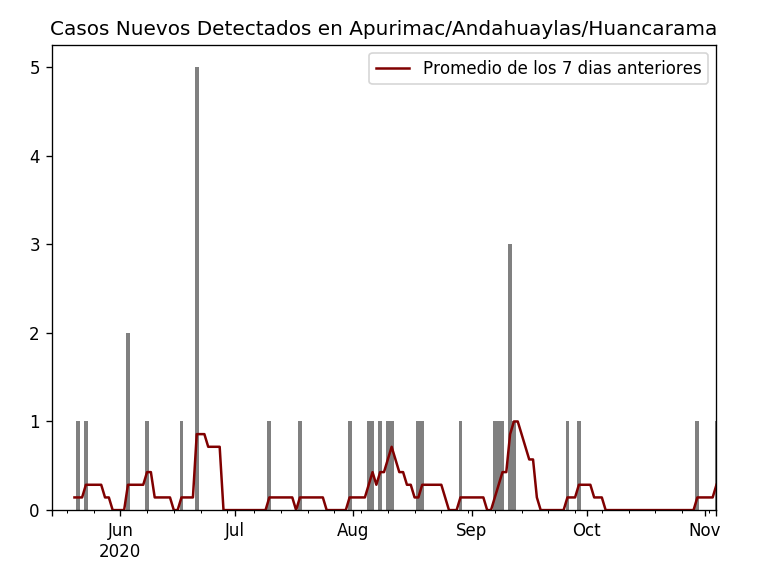 Casos Nuevos Detectados en Apurimac/Andahuaylas/Huancarama
Promedio de los 7 dias anteriores
5
4
3
2
1
0
Jun Jul Aug Sep Oct Nov
2020